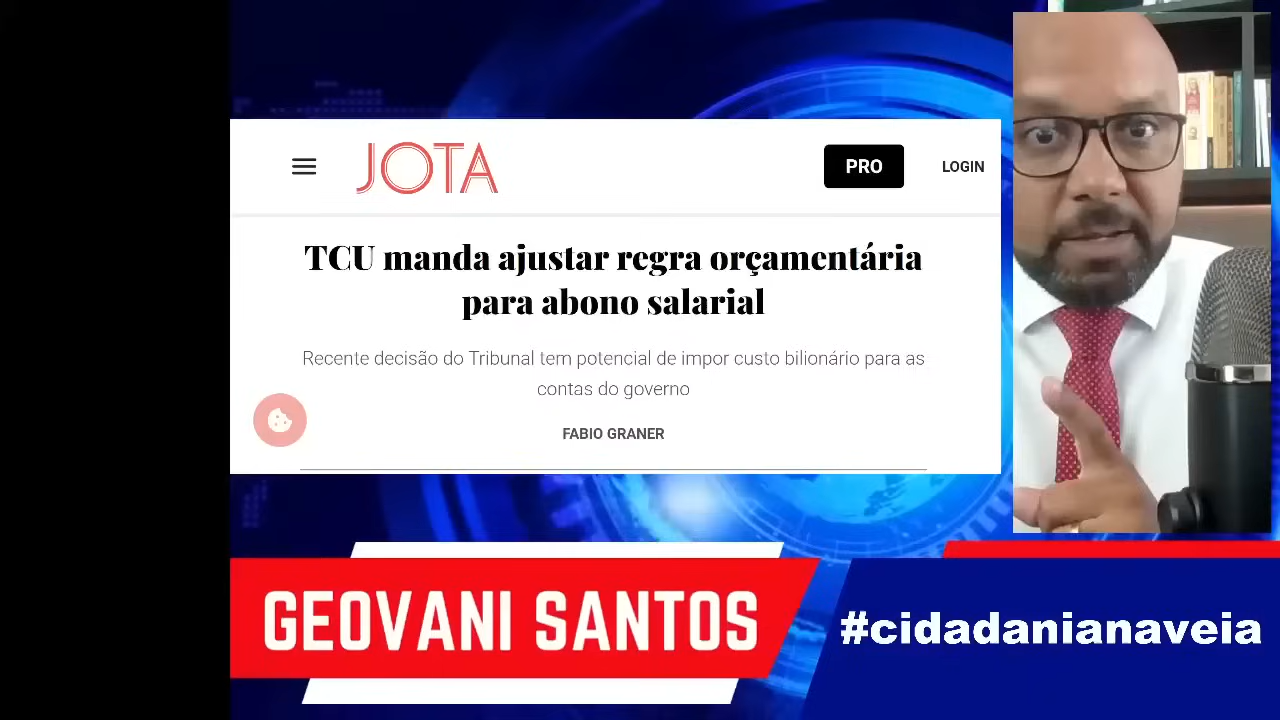 JOTA
PRO
LOGIN
TCU manda ajustar regra orçamentária
para abono salarial
Recente decisão do Tribunal tem potencial de impor custo bilionário para as
contas do governo
FABIO GRANER
GEOVANI SANTOS
#cidadanianaveia